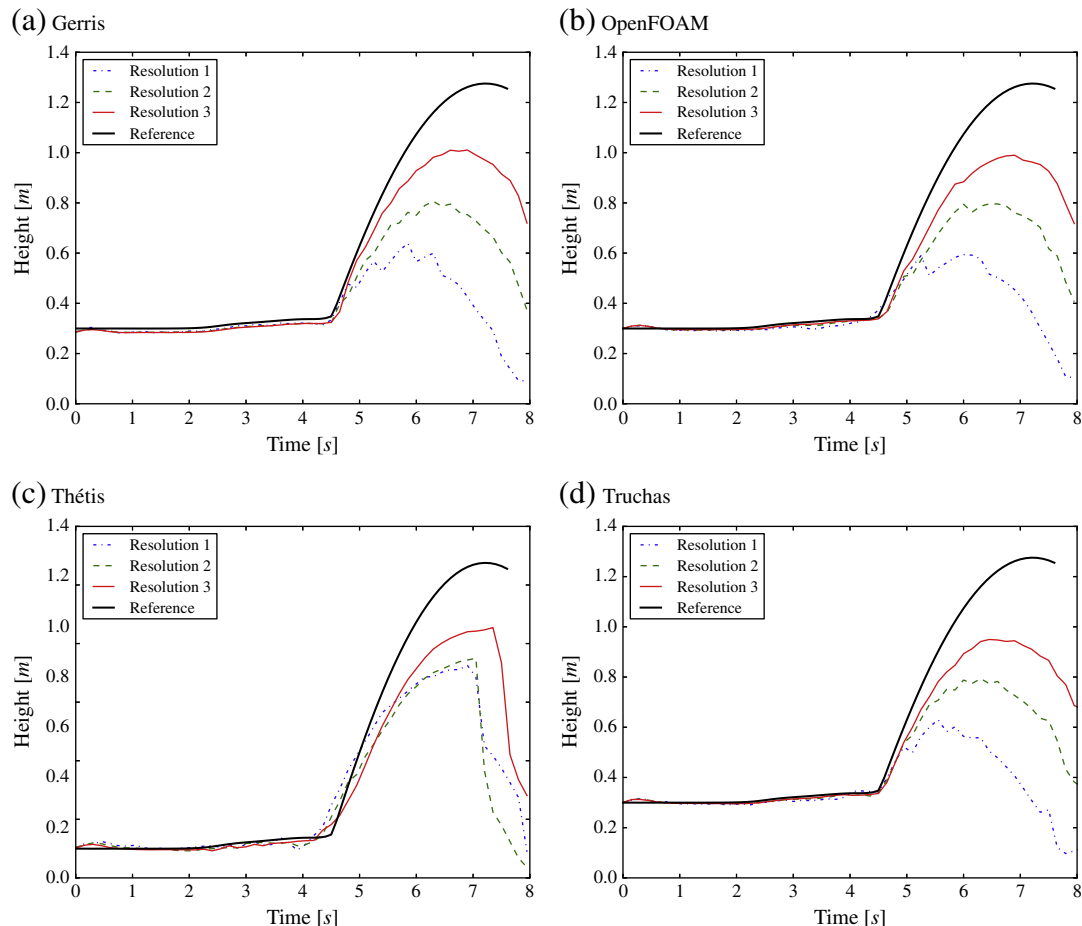 (a) Gerris
1.4
1.2
1.0
0.8
0.6
0.4
0.2
0.0
Height [m]
Resolution 1
Resolution 2
Resolution 3
Reference
0 1 2 3 4 5 6 7 8
Time [s]
(b) OpenFOAM
1.4
1.2
1.0
0.8
0.6
0.4
0.2
0.0
Height [m]
Resolution 1
Resolution 2
Resolution 3
Reference
0 1 2 3 4 5 6 7 8
Time [s]
(c) Thétis
1.4
1.2
1.0
0.8
0.6
0.4
0.2
0.0
Height [m]
Resolution 1
Resolution 2
Resolution 3
Reference
0 1 2 3 4 5 6 7 8
Time [s]
(d) Truchas
1.4
1.2
1.0
0.8
0.6
0.4
0.2
0.0
Height [m]
Resolution 1
Resolution 2
Resolution 3
Reference
0 1 2 3 4 5 6 7 8
Time [s]